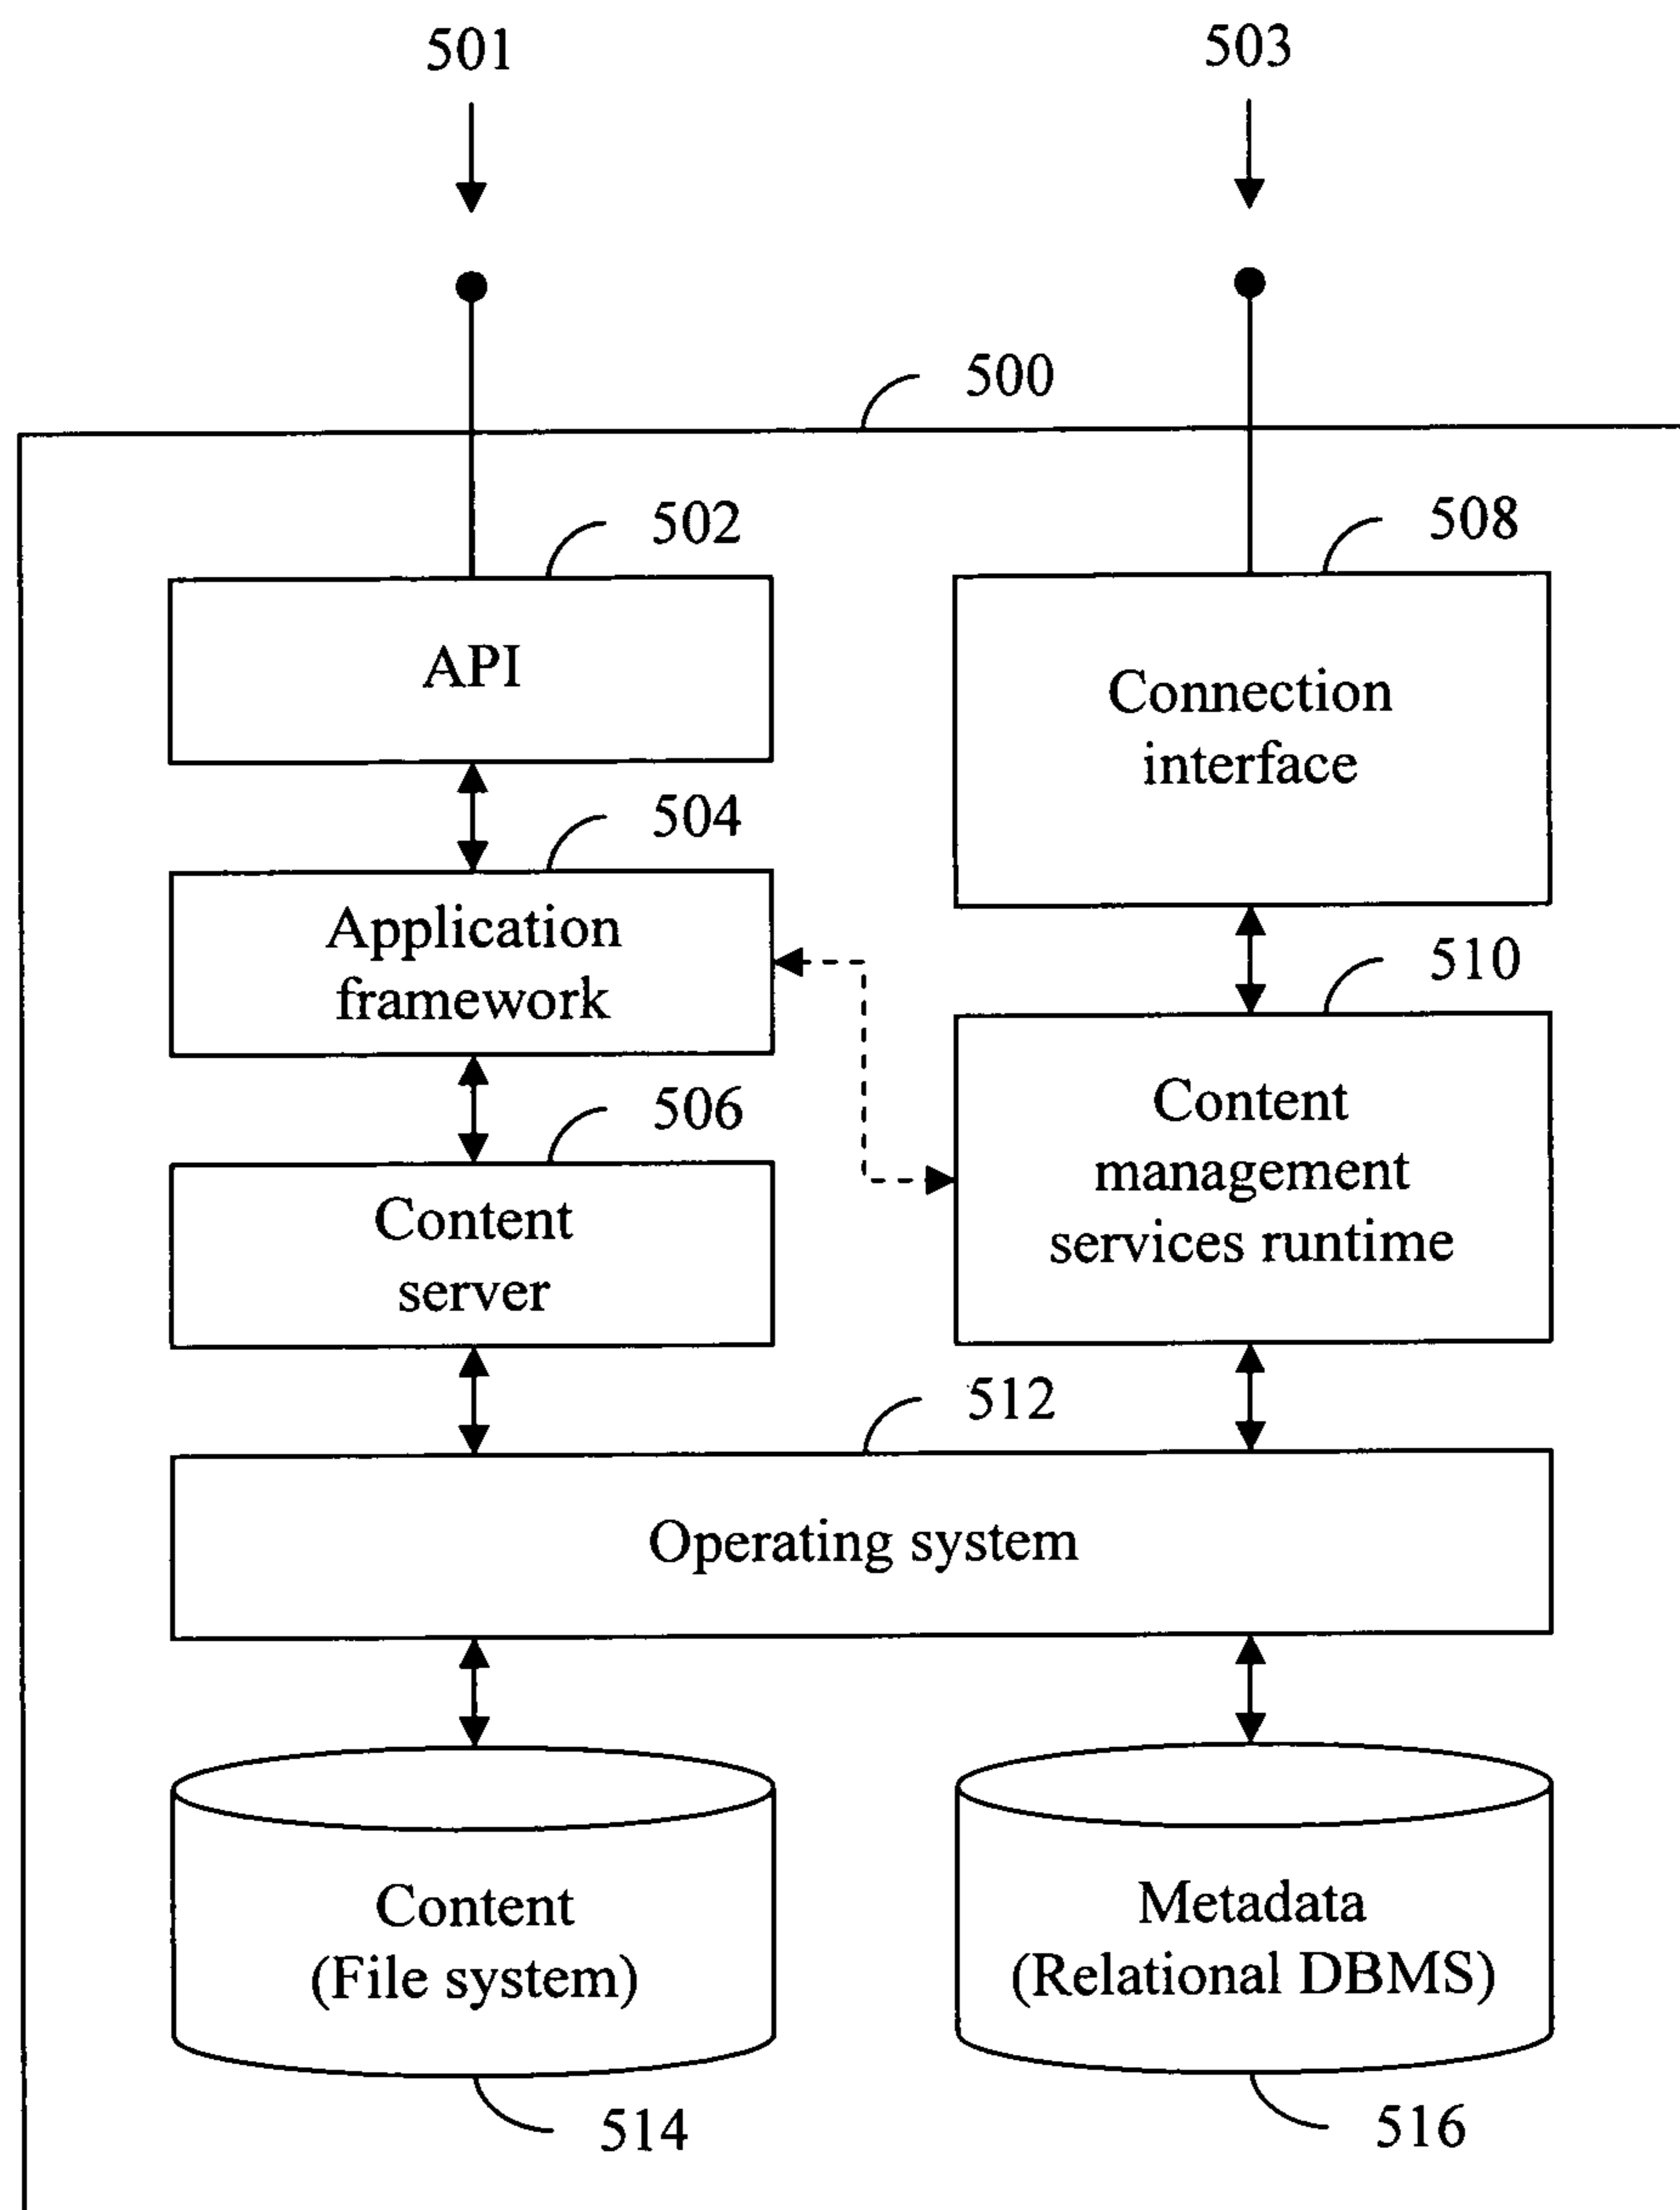 501
503
500
502
508
API
Connection
interface
504
Application
framework
510
506
Content
management
services runtime
Content
server
512
Operating system
Content
(File system)
Metadata
(Relational DBMS)
514
516